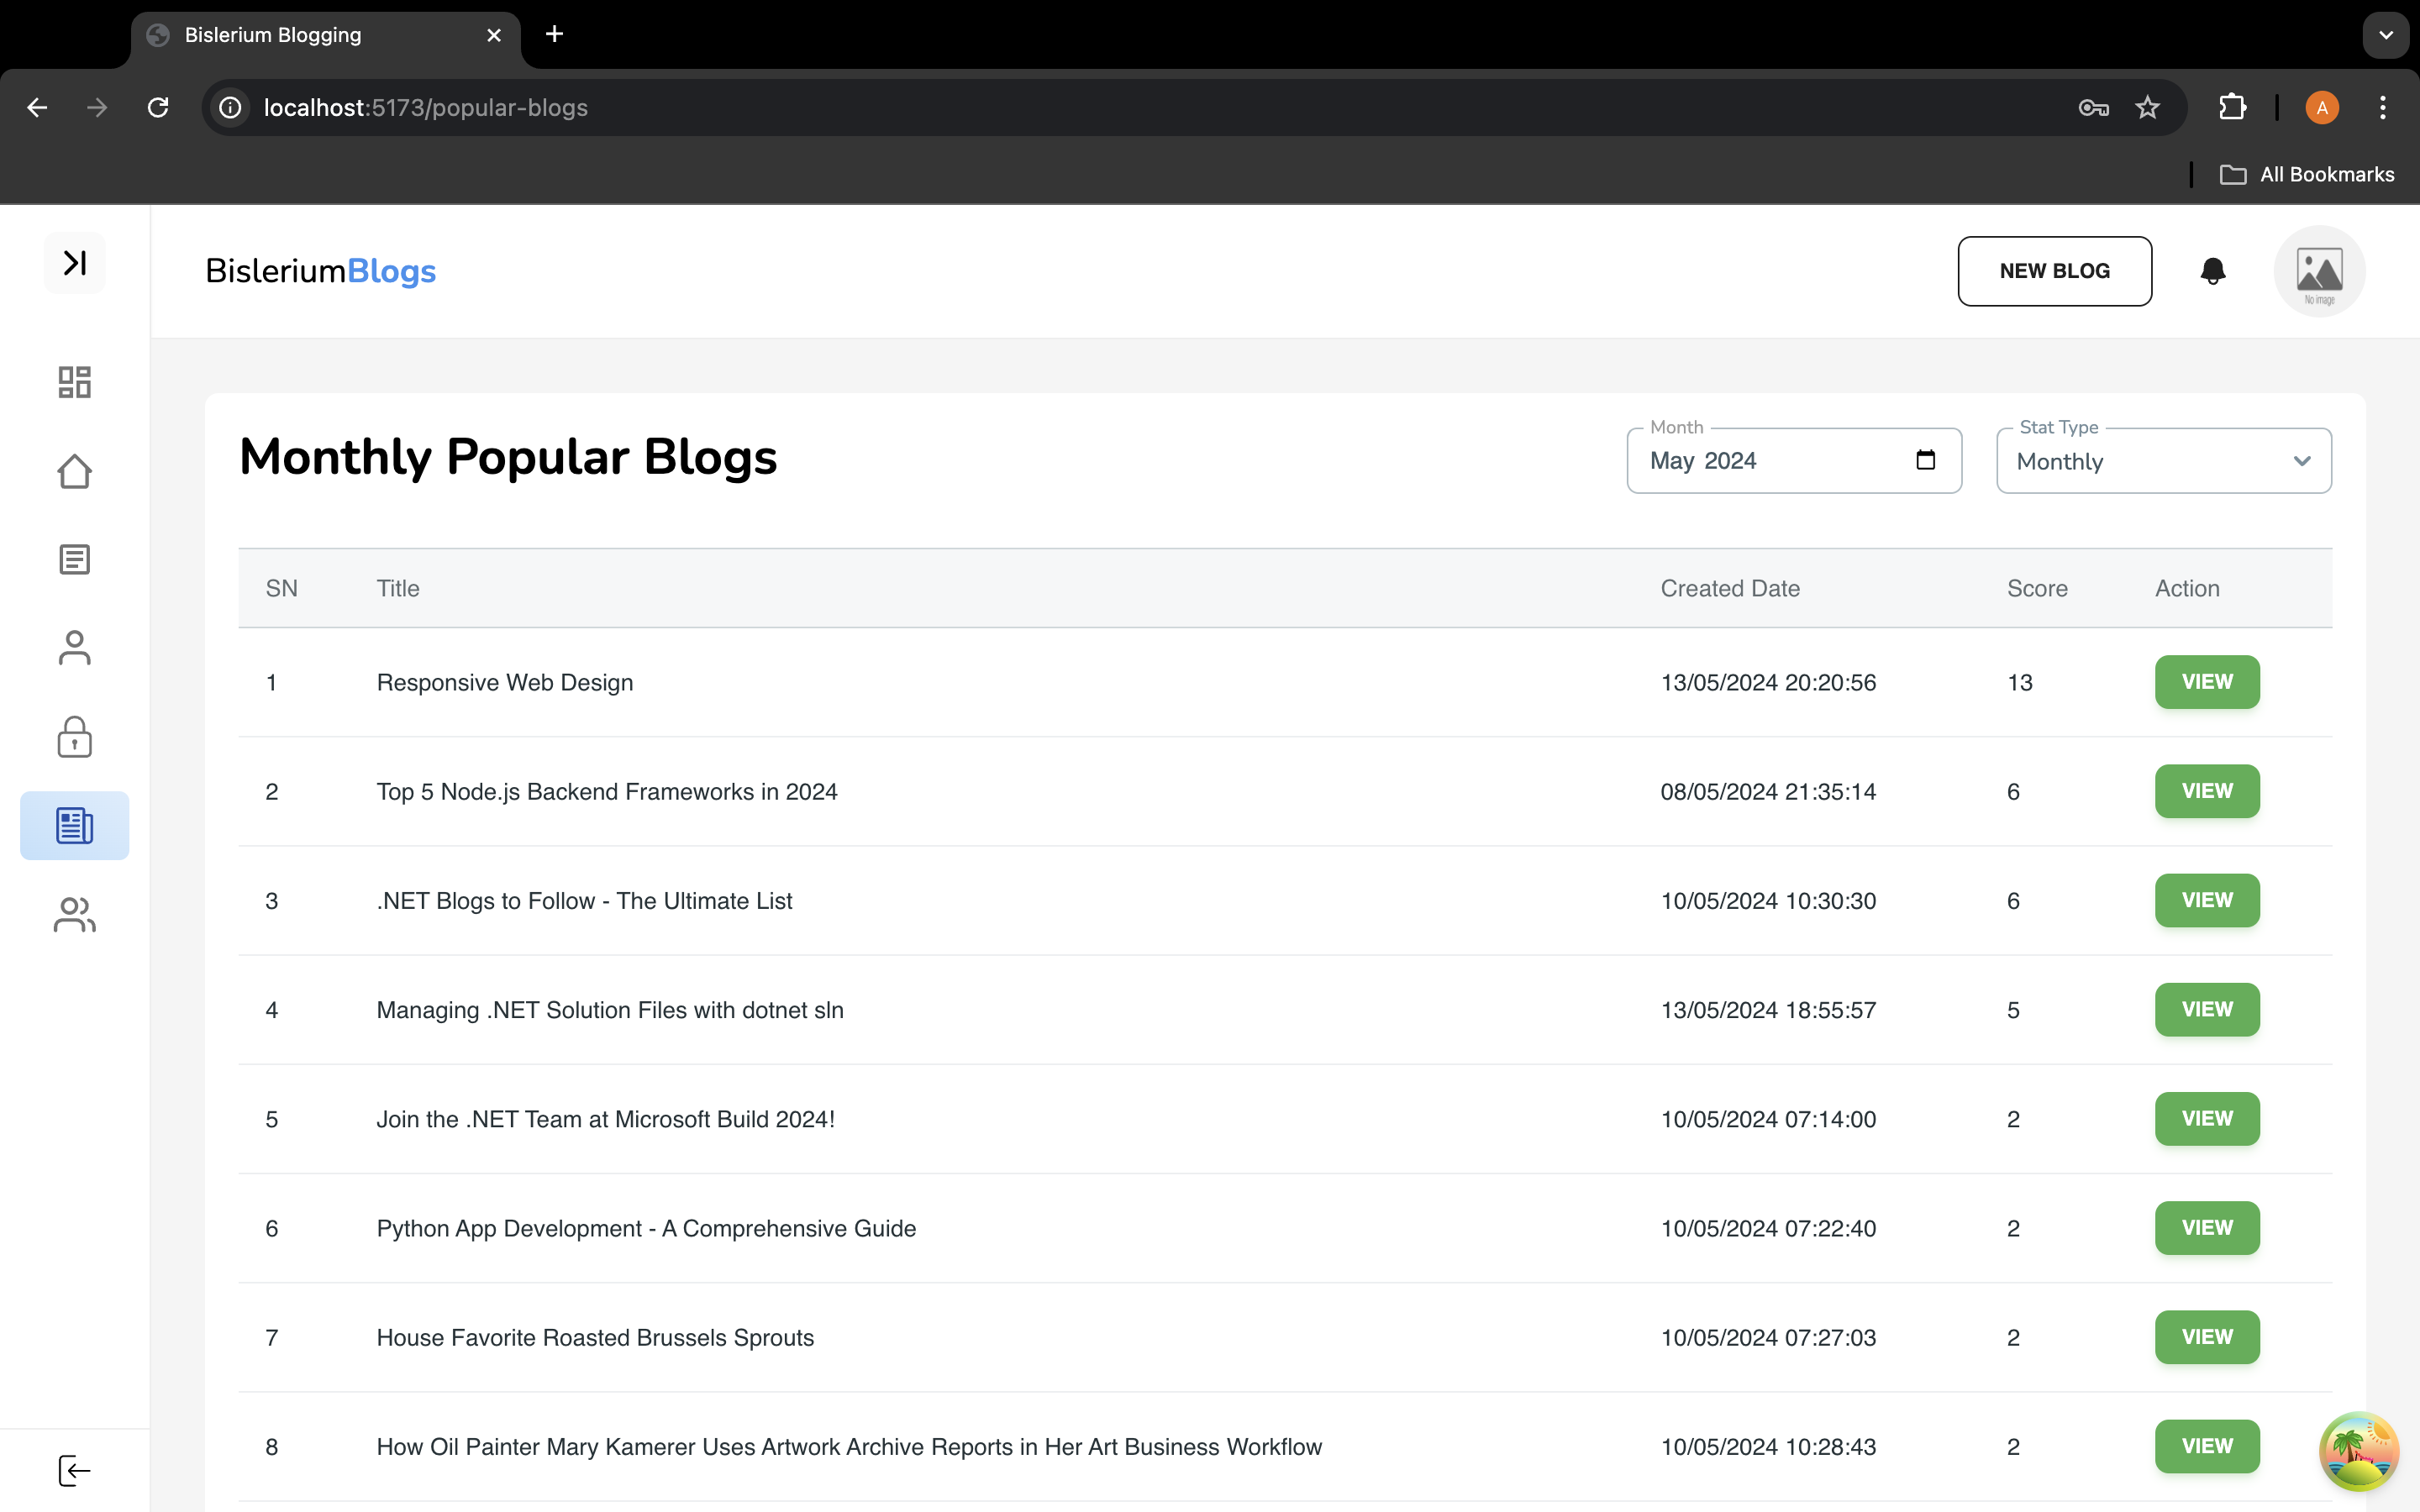 Bislerium Blogging
localhost:5173/popular-blogs
A
All Bookmarks
BisleriumBlogs
NEW BLOG
No image
Monthly Popular Blogs
Month
May 2024
Stat Type
Monthly
SN Title Created Date Score Action
1 Responsive Web Design 13/05/2024 20:20:56 13 VIEW
2 Top 5 Node.js Backend Frameworks in 2024 08/05/2024 21:35:14 6 VIEW
3 .NET Blogs to Follow - The Ultimate List 10/05/2024 10:30:30 6 VIEW
4 Managing .NET Solution Files with dotnet sln 13/05/2024 18:55:57 5 VIEW
5 Join the .NET Team at Microsoft Build 2024! 10/05/2024 07:14:00 2 VIEW
6 Python App Development - A Comprehensive Guide 10/05/2024 07:22:40 2 VIEW
7 House Favorite Roasted Brussels Sprouts 10/05/2024 07:27:03 2 VIEW
8 How Oil Painter Mary Kamerer Uses Artwork Archive Reports in Her Art Business Workflow 10/05/2024 10:28:43 2 VIEW